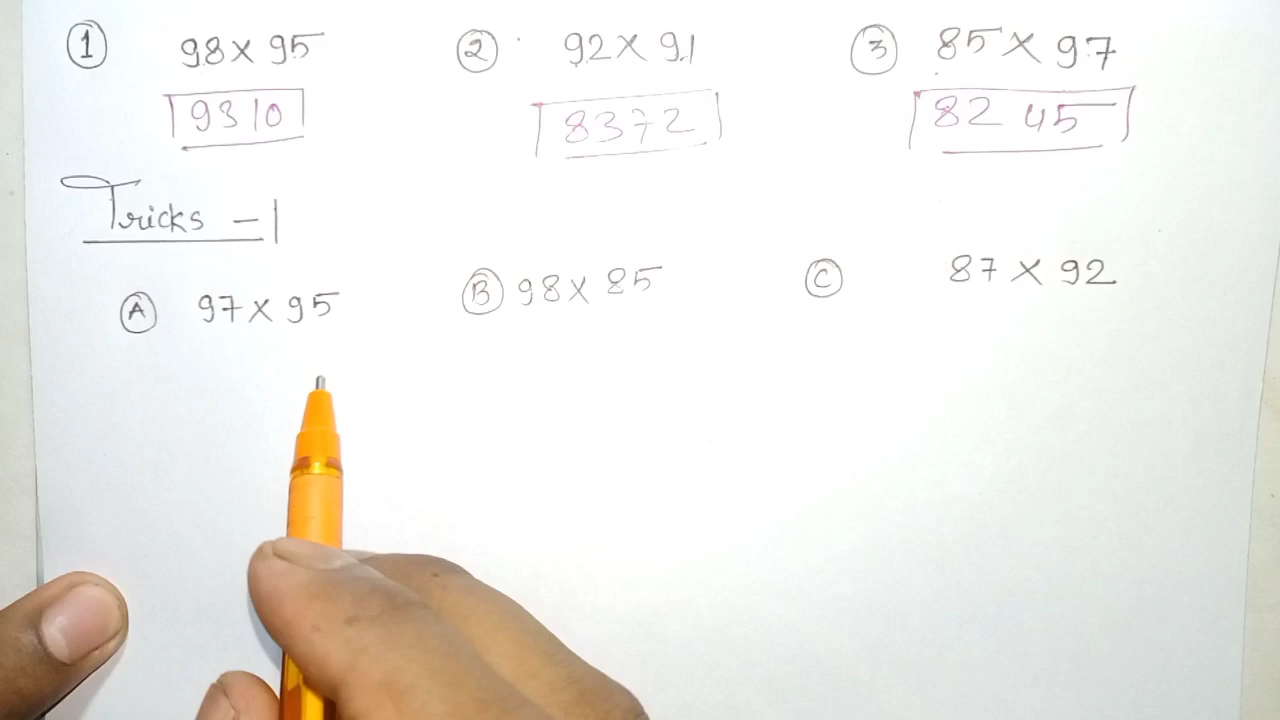 ① 98 x 95 ② 92 x 91 ③ 85 x 97
9310 8372 8245
Tricks - 1
Ⓐ 97 x 95 Ⓑ 98 x 85 Ⓒ 87 x 92